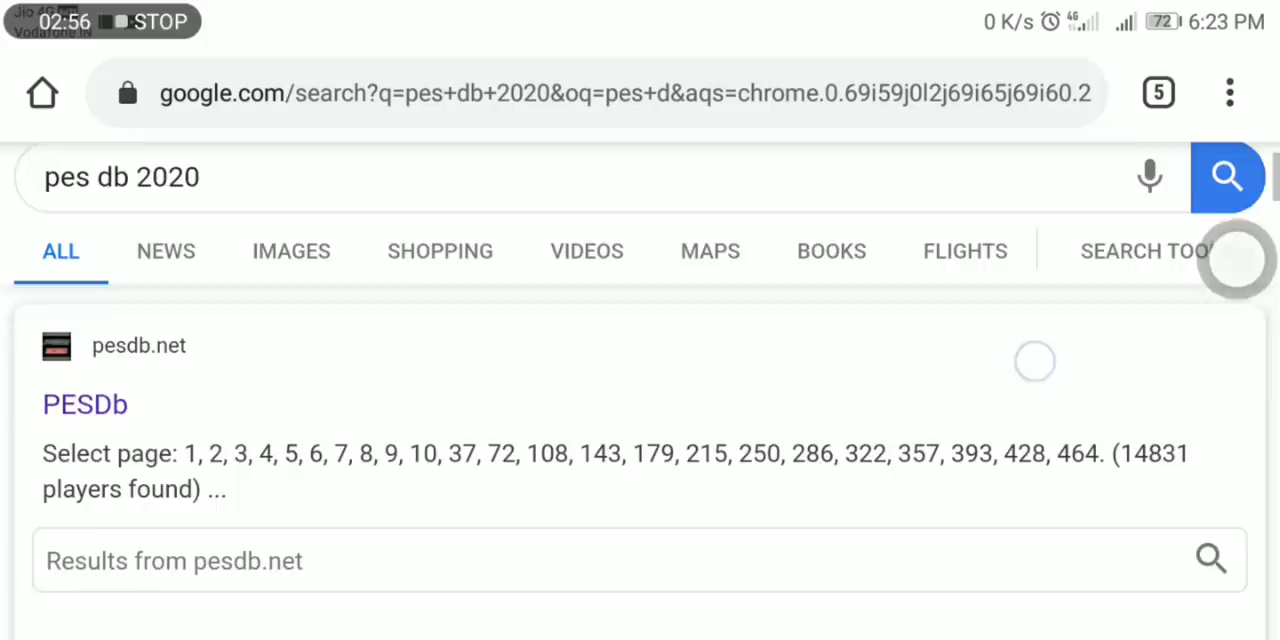 Jio 4G
Vodafone IN
02:56 STOP
0 K/s 4G 72 6:23 PM
google.com/search?q=pes+db+2020&oq=pes+d&aqs=chrome.0.69i59j0l2j69i65j69i60.2
5
pes db 2020
ALL NEWS IMAGES SHOPPING VIDEOS MAPS BOOKS FLIGHTS SEARCH TOO
pesdb.net
PESDb
Select page: 1, 2, 3, 4, 5, 6, 7, 8, 9, 10, 37, 72, 108, 143, 179, 215, 250, 286, 322, 357, 393, 428, 464. (14831
players found) ...
Results from pesdb.net